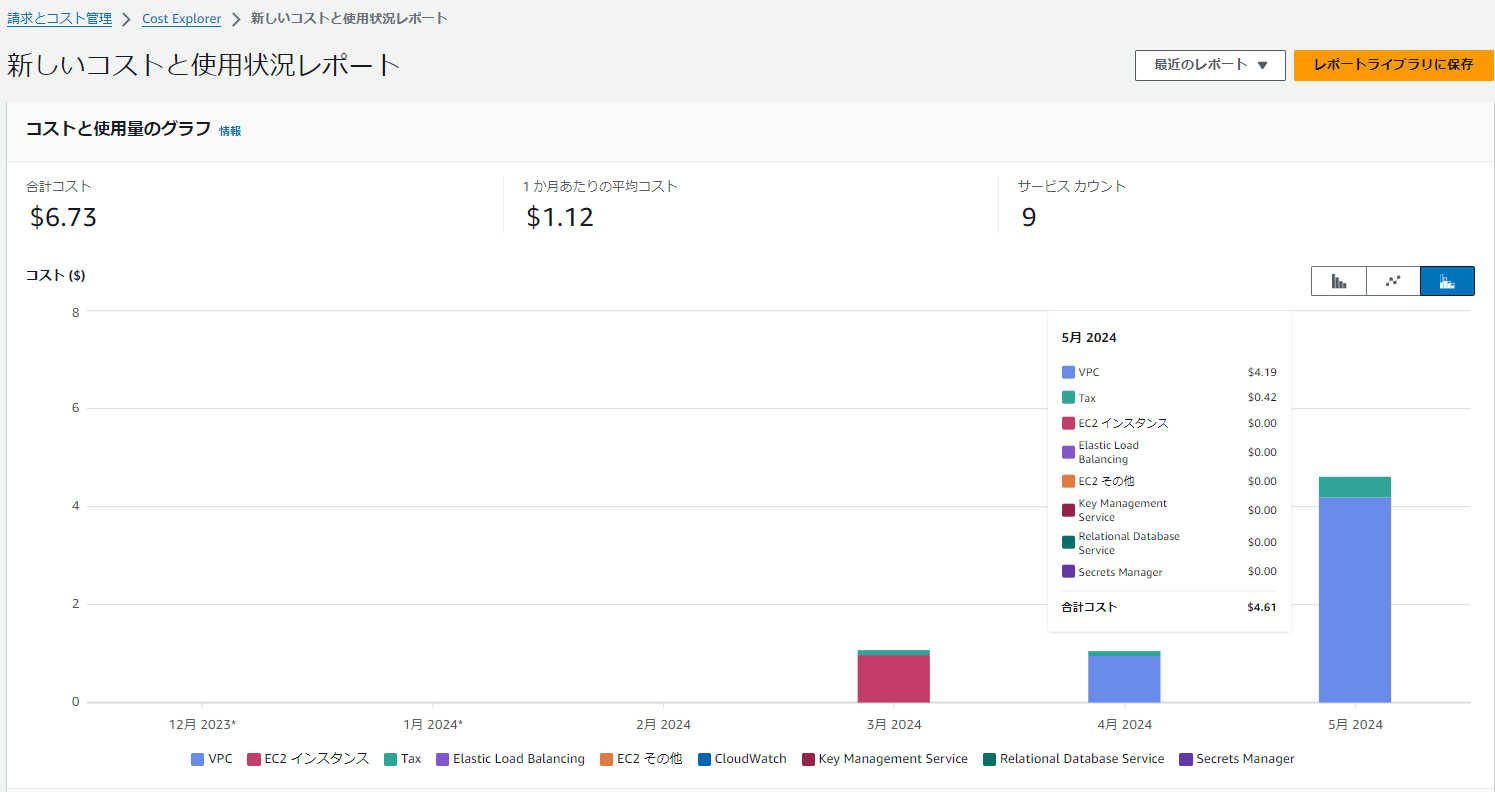 請求とコスト管理 > Cost Explorer > 新しいコストと使用状況レポート
新しいコストと使用状況レポート
最近のレポート ▼
レポートライブラリに保存
コストと使用量のグラフ 情報
合計コスト
$6.73
1 か月あたりの平均コスト
$1.12
サービス カウント
9
コスト ($)
8
6
4
2
0
5月 2024
VPC $4.19
Tax $0.42
EC2 インスタンス $0.00
Elastic Load
Balancing $0.00
EC2 その他 $0.00
Key Management
Service $0.00
Relational Database
Service $0.00
Secrets Manager $0.00
合計コスト $4.61
12月 2023* 1月 2024* 2月 2024 3月 2024 4月 2024 5月 2024
VPC EC2 インスタンス Tax Elastic Load Balancing EC2 その他 CloudWatch Key Management Service Relational Database Service Secrets Manager